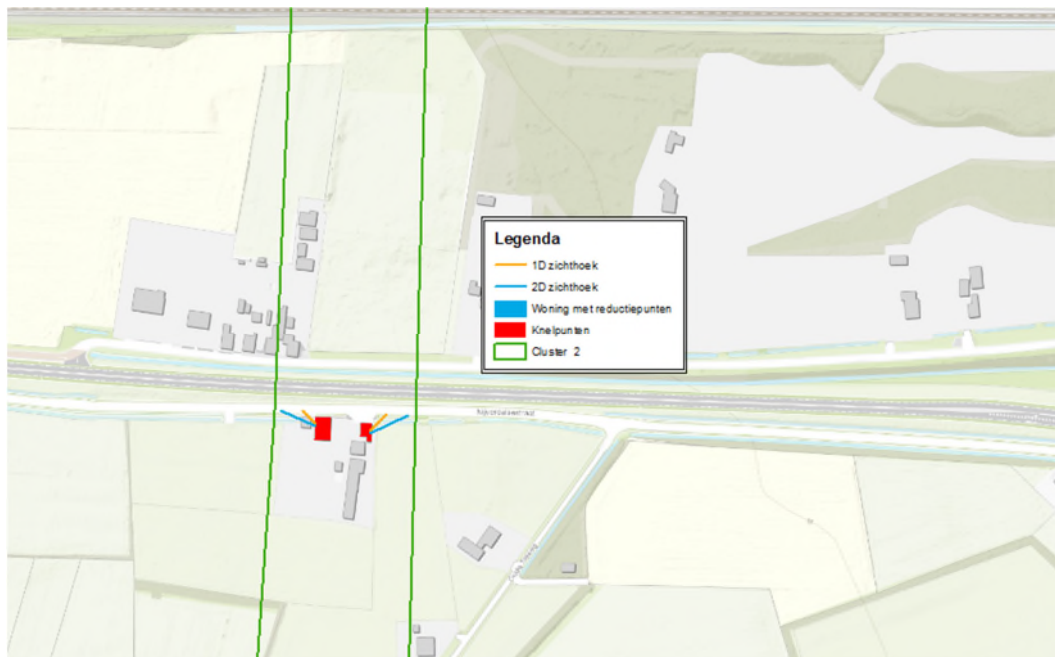 Legenda
1D zichthoek
2D zichthoek
Woning met reductiepunten
Knelpunten
Cluster 2